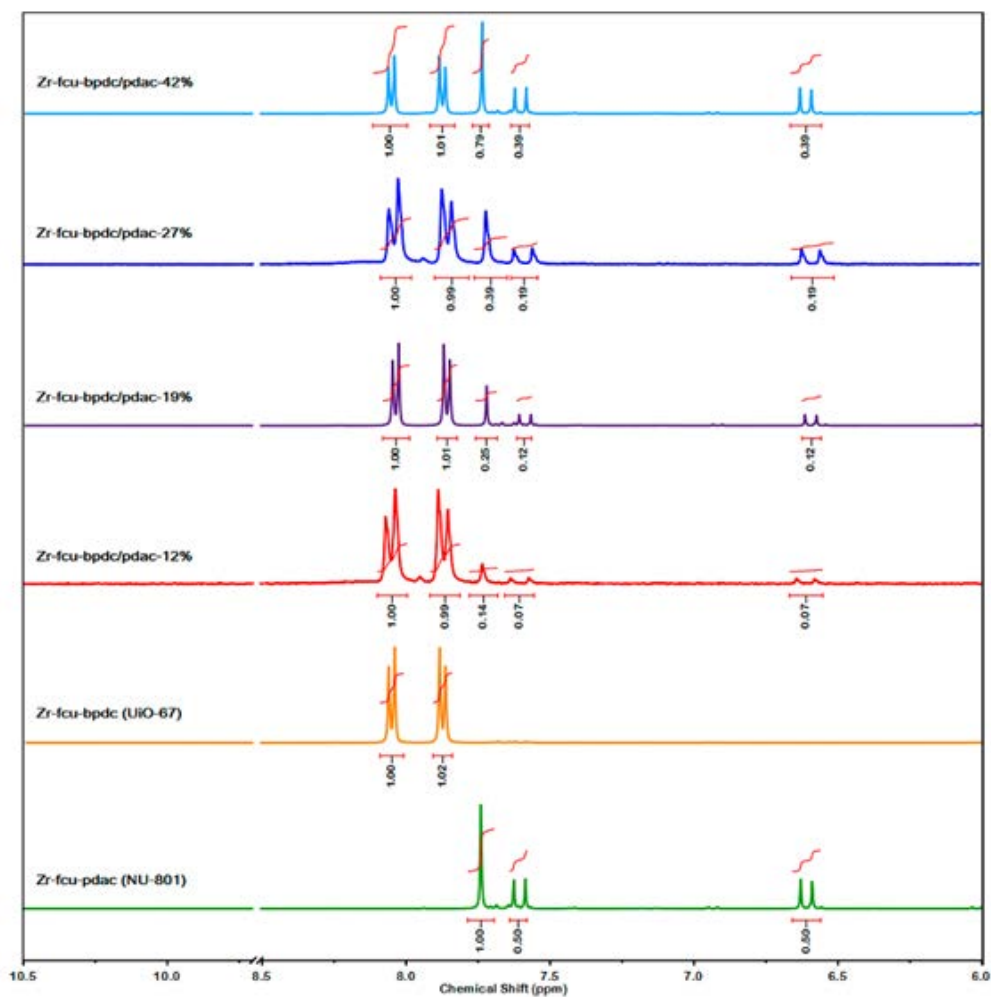 Zr-fcu-bpdc/pdac-42%
1.00 1.01 0.79 0.39 0.39
Zr-fcu-bpdc/pdac-27%
1.00 0.99 0.39 0.19 0.19
Zr-fcu-bpdc/pdac-19%
1.00 1.01 0.25 0.12 0.12
Zr-fcu-bpdc/pdac-12%
1.00 0.99 0.14 0.07 0.07
Zr-fcu-bpdc (UiO-67)
1.00 1.02
Zr-fcu-pdac (NU-801)
1.00 0.50 0.50
10.5 10.0 8.5 8.0 7.5 7.0 6.5 6.0
Chemical Shift (ppm)